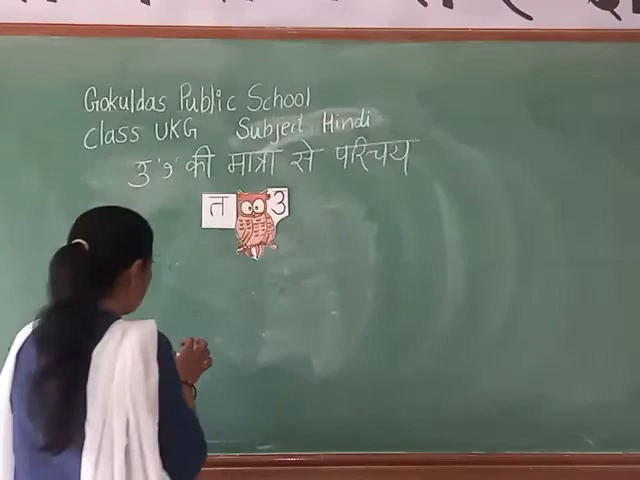 Gokuldas Public School
Class UKG Subject Hindi
उ ' ु' की मात्रा से परिचय
त उ